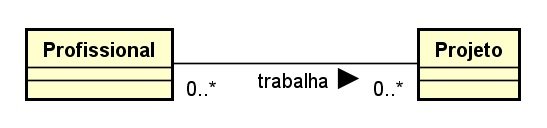 Profissional
Projeto
0..*
trabalha
0..*